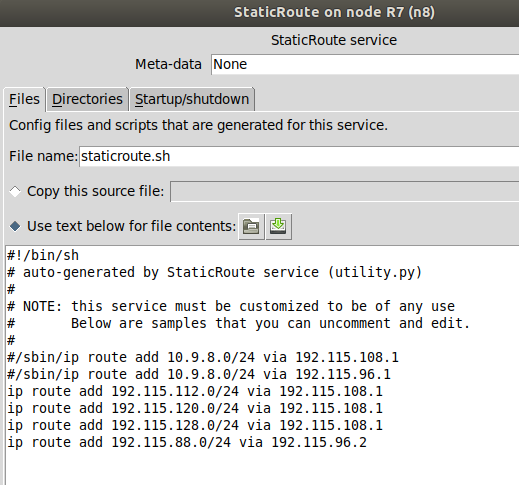 StaticRoute on node R7 (n8)
StaticRoute service
Meta-data None
Files Directories Startup/shutdown
Config files and scripts that are generated for this service.
File name: staticroute.sh
Copy this source file:
Use text below for file contents:
#!/bin/sh
# auto-generated by StaticRoute service (utility.py)
#
# NOTE: this service must be customized to be of any use
#       Below are samples that you can uncomment and edit.
#
#/sbin/ip route add 10.9.8.0/24 via 192.115.108.1
#/sbin/ip route add 10.9.8.0/24 via 192.115.96.1
ip route add 192.115.112.0/24 via 192.115.108.1
ip route add 192.115.120.0/24 via 192.115.108.1
ip route add 192.115.128.0/24 via 192.115.108.1
ip route add 192.115.88.0/24 via 192.115.96.2